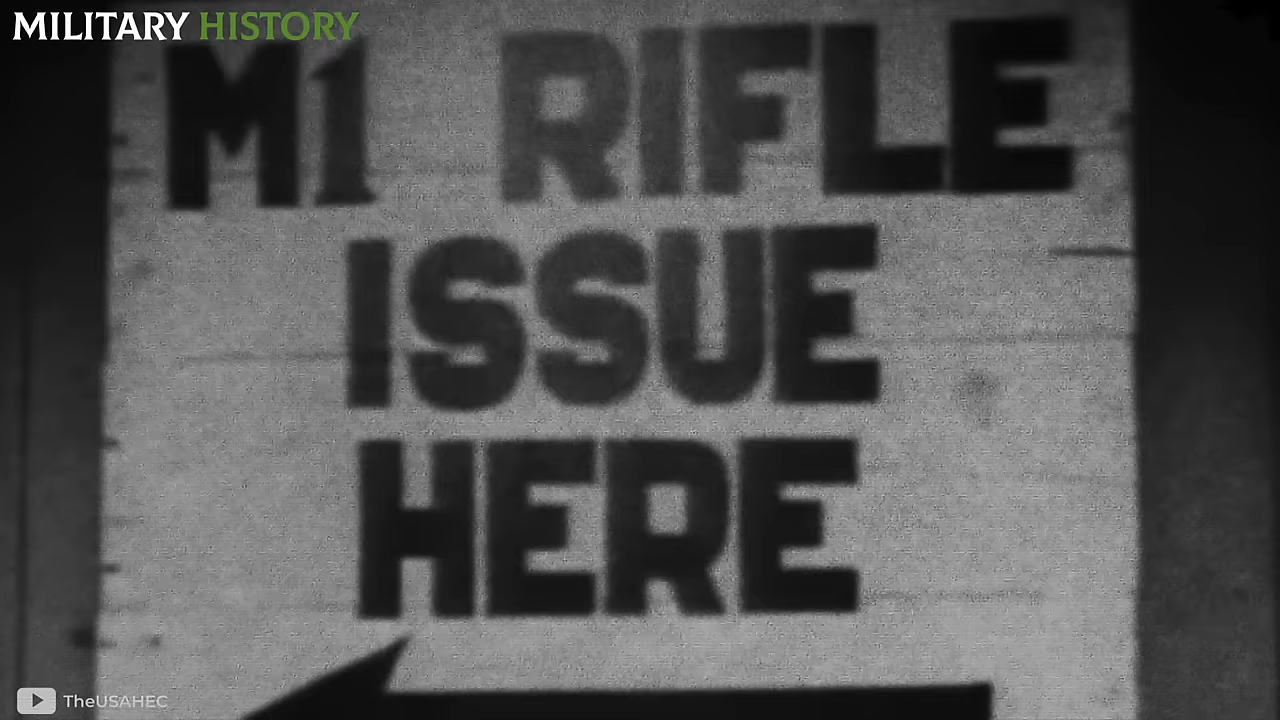 MILITARY HISTORY
M1 RIFLE
ISSUE
HERE
TheUSAHEC